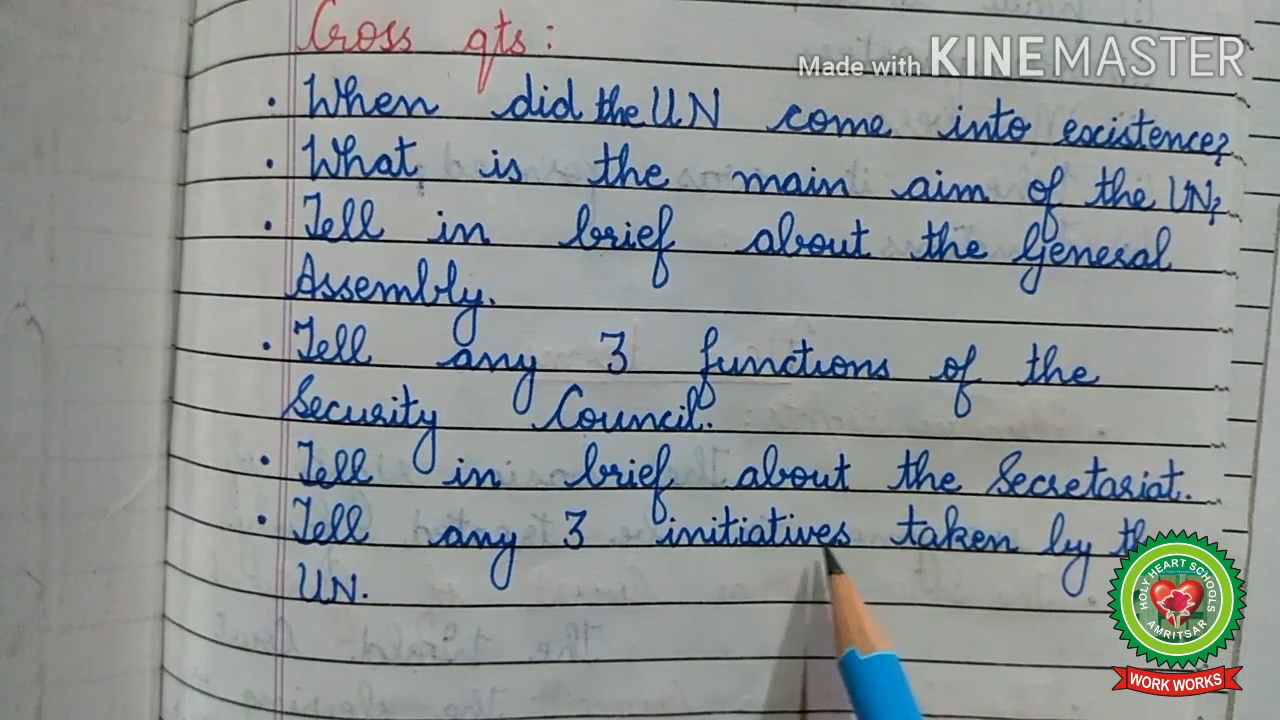 Cross qts:
Made with KINEMASTER
• When did the UN come into existence?
• What is the main aim of the UN?
• Tell in brief about the General
Assembly.
• Tell any 3 functions of the
Security Council.
• Tell in brief about the Secretariat.
• Tell any 3 initiatives taken by th
UN.
HOLY HEART SCHOOLS
AMRITSAR
WORK WORKS